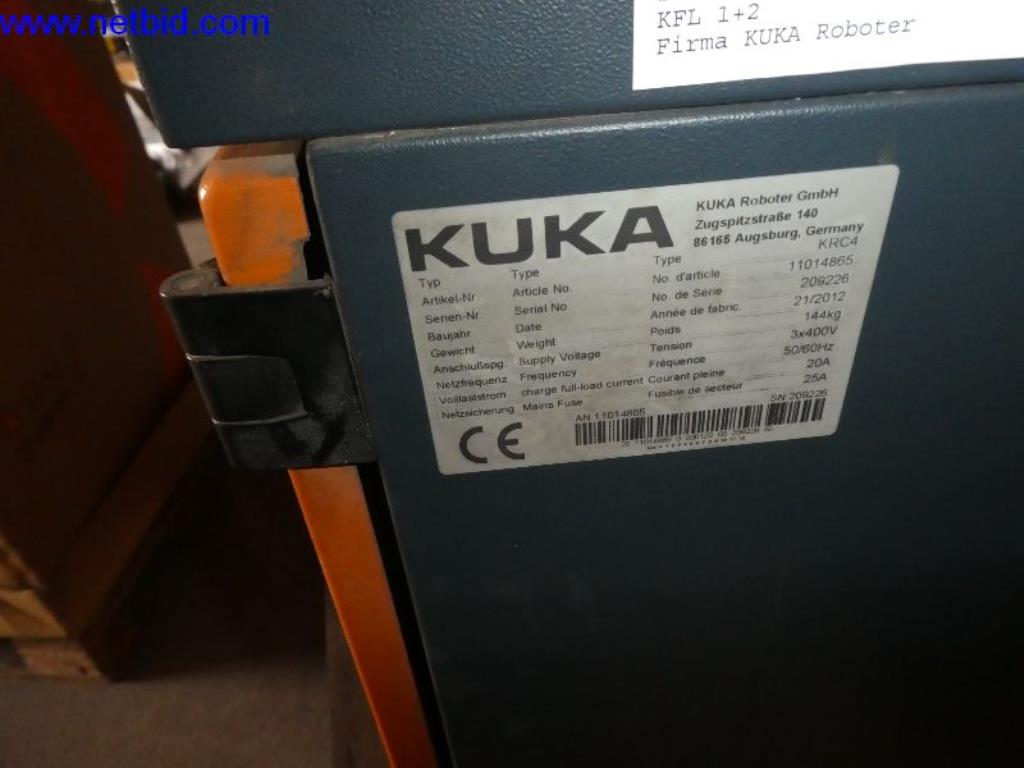 www.netbid.com
KFL 1+2
Firma KUKA Roboter
KUKA
KUKA Roboter GmbH
Zugspitzstraße 140
86165 Augsburg, Germany
Typ Type Type KRC4
Artikel-Nr. Article No. No. d'article 11014865
Serien-Nr. Serial No. No. de Série 209226
Baujahr Date Année de fabric. 21/2012
Gewicht Weight Poids 144kg
Anschlußspg. Supply Voltage Tension 3x400V
Netzfrequenz Frequency Fréquence 50/60Hz
Volllaststrom charge full-load current Courant pleine 20A
Netzsicherung Mains Fuse Fusible de secteur 25A
CE
AN 11014865 SN 209226